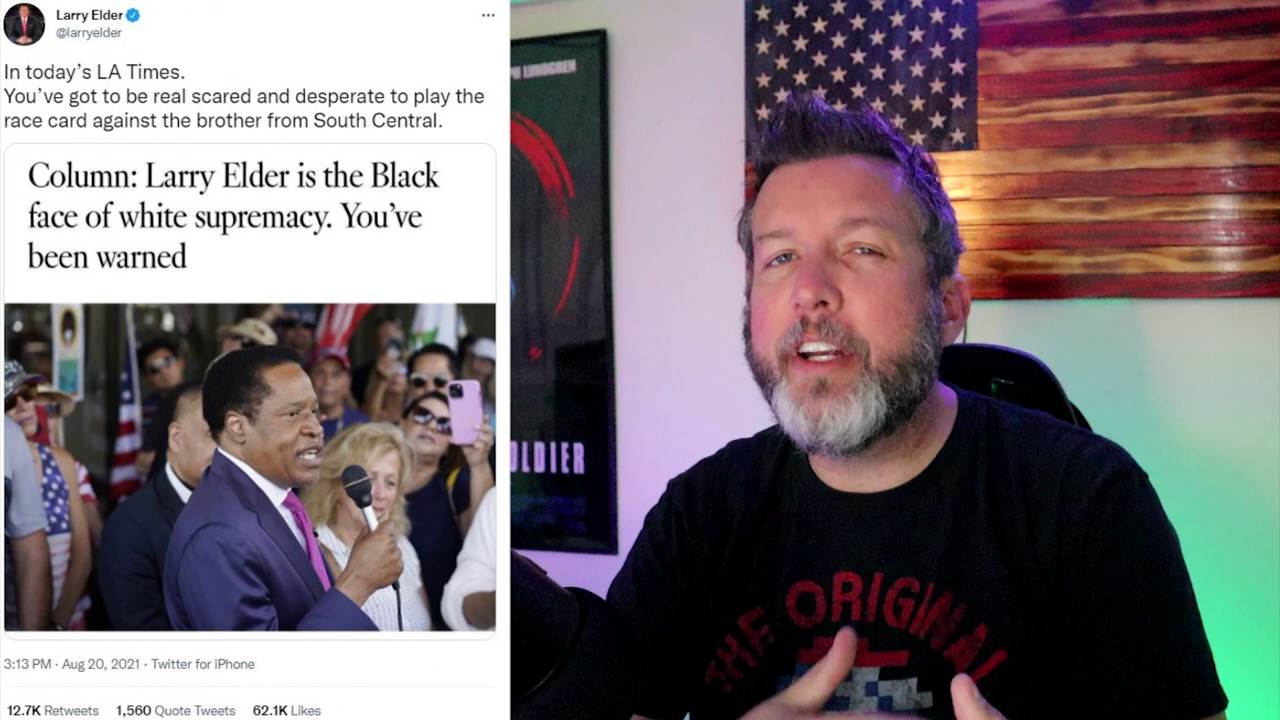 Larry Elder
@larryelder
In today's LA Times.
You've got to be real scared and desperate to play the
race card against the brother from South Central.
Column: Larry Elder is the Black
face of white supremacy. You've
been warned
3:13 PM · Aug 20, 2021 · Twitter for iPhone
12.7K Retweets 1,560 Quote Tweets 62.1K Likes
LUNDGREN
OLDIER
THE ORIGINAL